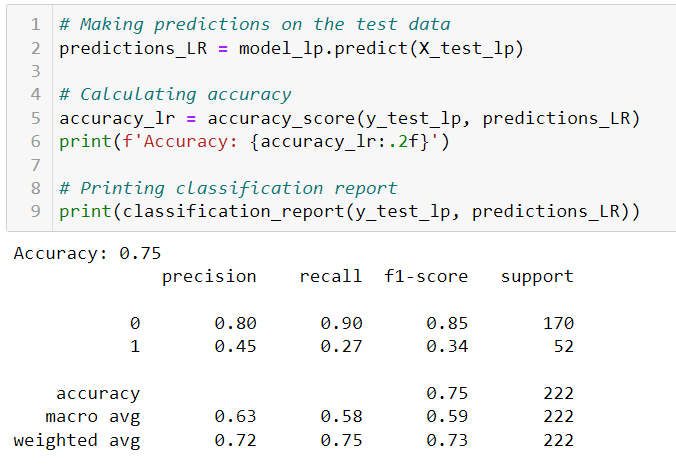 1 # Making predictions on the test data
2 predictions_LR = model_lp.predict(X_test_lp)
3
4 # Calculating accuracy
5 accuracy_lr = accuracy_score(y_test_lp, predictions_LR)
6 print(f'Accuracy: {accuracy_lr:.2f}')
7
8 # Printing classification report
9 print(classification_report(y_test_lp, predictions_LR))
Accuracy: 0.75
precision recall f1-score support
0 0.80 0.90 0.85 170
1 0.45 0.27 0.34 52
accuracy 0.75 222
macro avg 0.63 0.58 0.59 222
weighted avg 0.72 0.75 0.73 222